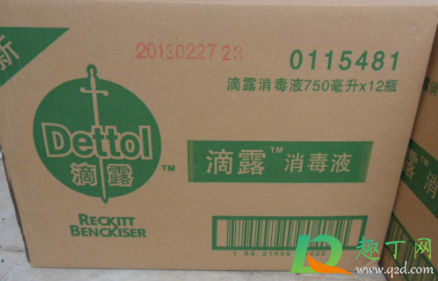 新
2013022723
0115481
滴露消毒液750毫升x12瓶
Dettol
滴露
TM
滴露™ 消毒液
RECKITT
BENCKISER
趣丁网
www.q2d.com